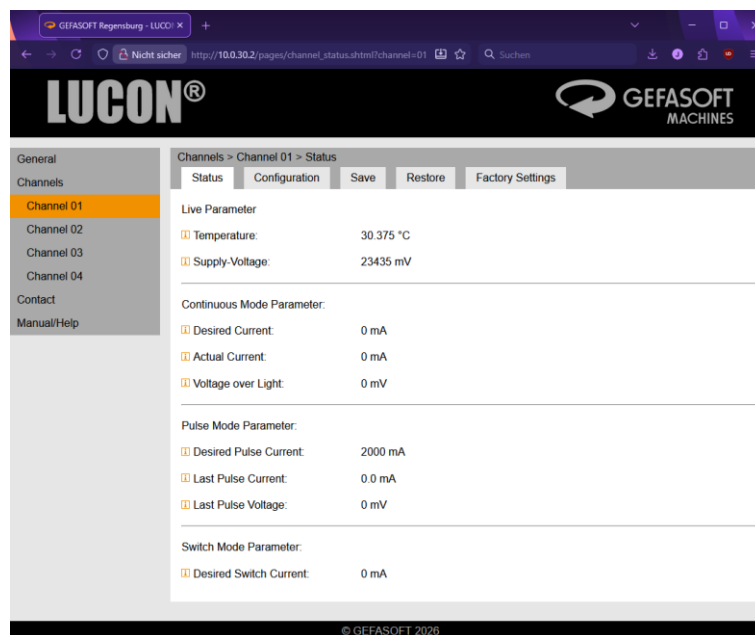 GEFASOFT Regensburg - LUCO
Nicht sicher http://10.0.30.2/pages/channel_status.shtml?channel=01 Suchen
LUCON®
GEFASOFT
MACHINES
General
Channels
Channel 01
Channel 02
Channel 03
Channel 04
Contact
Manual/Help
Channels > Channel 01 > Status
Status Configuration Save Restore Factory Settings
Live Parameter
Temperature: 30.375 °C
Supply-Voltage: 23435 mV
Continuous Mode Parameter:
Desired Current: 0 mA
Actual Current: 0 mA
Voltage over Light: 0 mV
Pulse Mode Parameter:
Desired Pulse Current: 2000 mA
Last Pulse Current: 0.0 mA
Last Pulse Voltage: 0 mV
Switch Mode Parameter:
Desired Switch Current: 0 mA
© GEFASOFT 2026